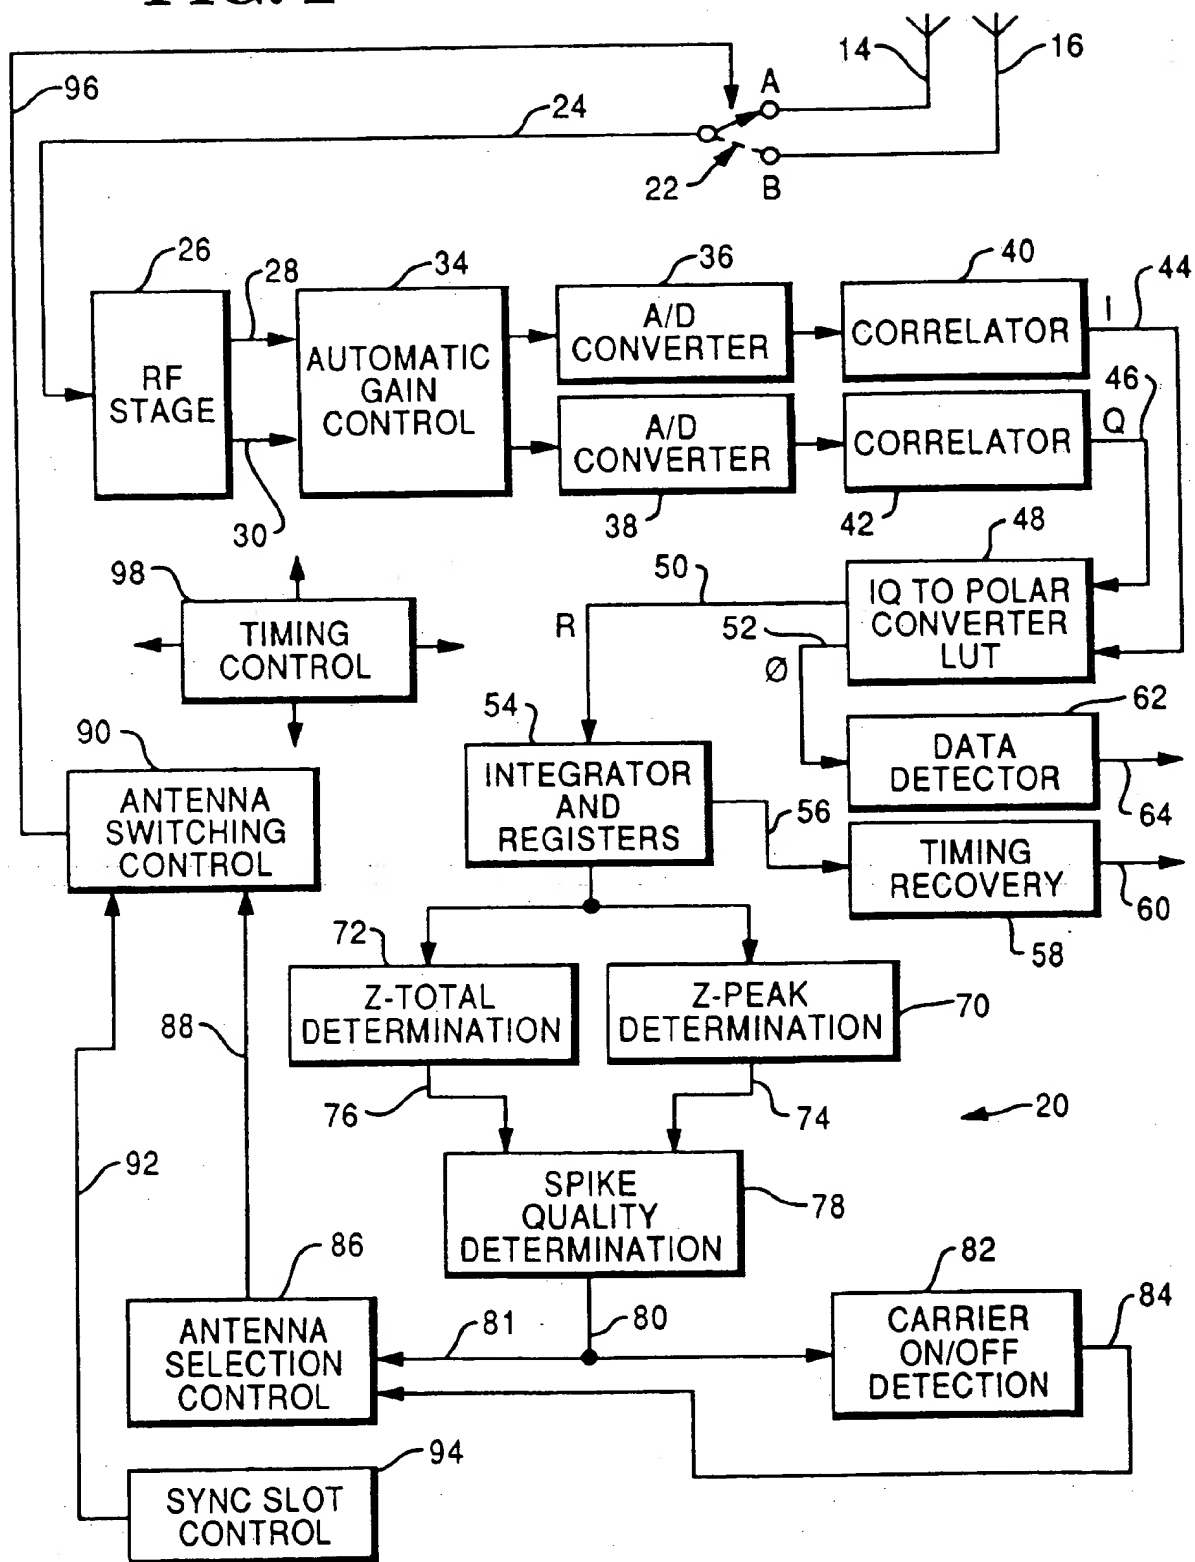 14
16
96
A
24
22
B
26
28
34
36
40
44
RF
STAGE
AUTOMATIC
GAIN
CONTROL
A/D
CONVERTER
CORRELATOR
I
46
A/D
CONVERTER
CORRELATOR
Q
30
38
42
48
98
TIMING
CONTROL
50
R
52
Ø
IQ TO POLAR
CONVERTER
LUT
62
54
DATA
DETECTOR
64
90
INTEGRATOR
AND
REGISTERS
56
ANTENNA
SWITCHING
CONTROL
TIMING
RECOVERY
60
58
72
Z-TOTAL
DETERMINATION
Z-PEAK
DETERMINATION
70
88
76
74
20
92
SPIKE
QUALITY
DETERMINATION
78
86
82
84
ANTENNA
SELECTION
CONTROL
81
80
CARRIER
ON/OFF
DETECTION
94
SYNC SLOT
CONTROL